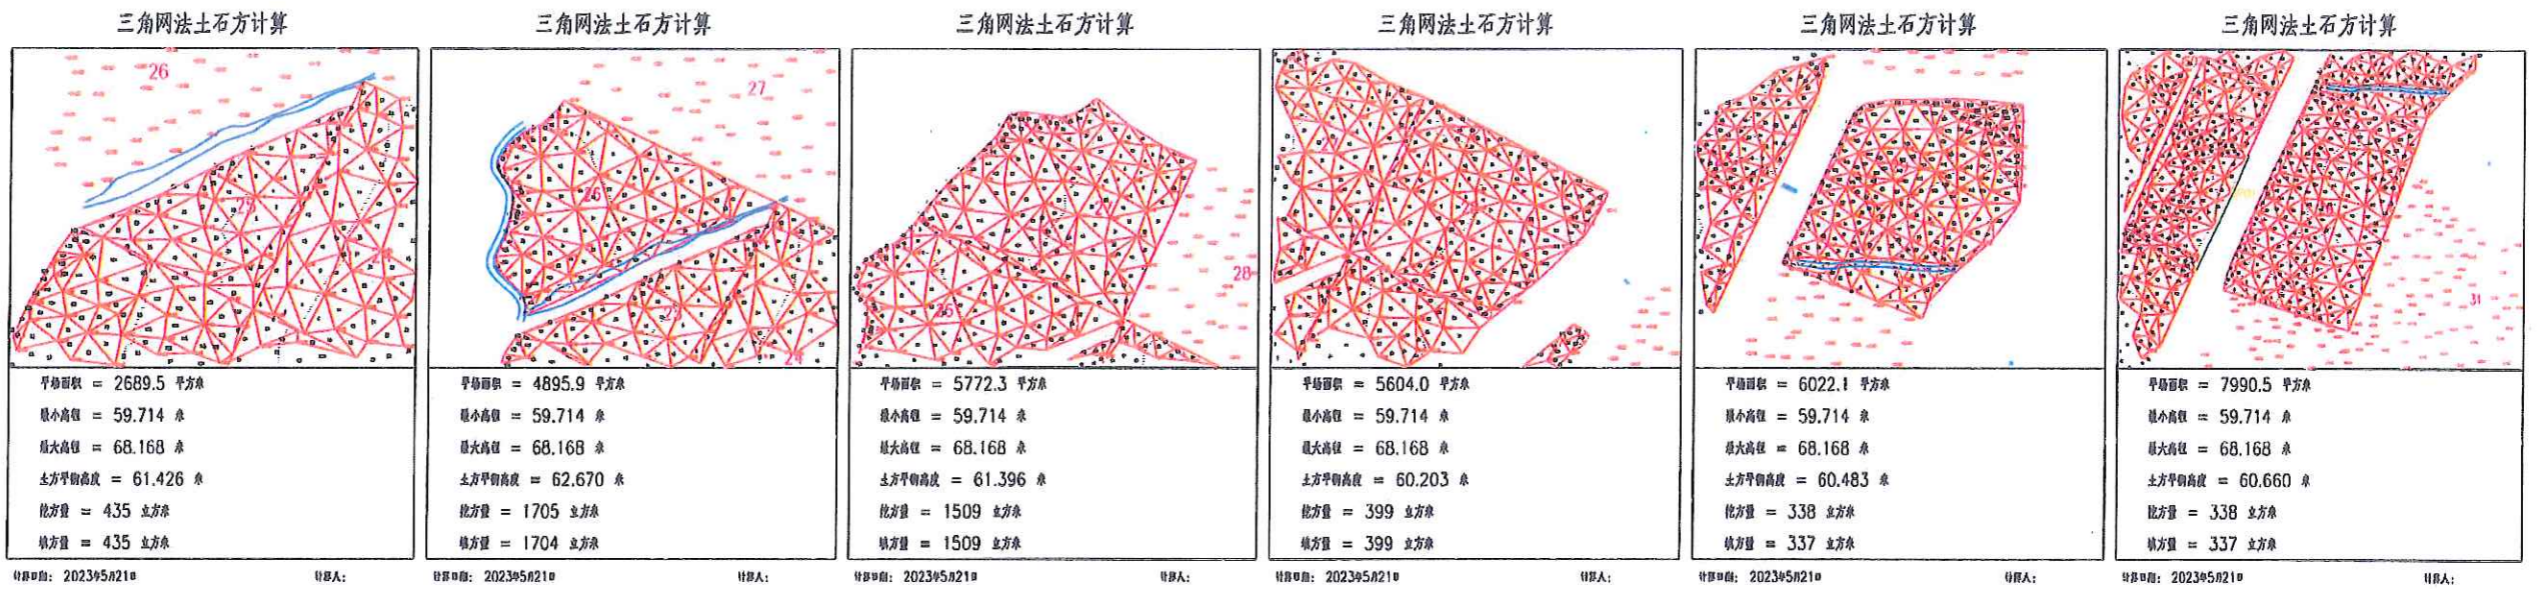 三角网法土石方计算
26
25
24
平场面积 = 2689.5 平方米
最小高程 = 59.714 米
最大高程 = 68.168 米
土方平衡高度 = 61.426 米
挖方量 = 435 立方米
填方量 = 435 立方米
计算日期: 2023年5月21日 计算人:
三角网法土石方计算
27
26
25
24
平场面积 = 4895.9 平方米
最小高程 = 59.714 米
最大高程 = 68.168 米
土方平衡高度 = 62.670 米
挖方量 = 1705 立方米
填方量 = 1704 立方米
计算日期: 2023年5月21日 计算人:
三角网法土石方计算
28
26
平场面积 = 5772.3 平方米
最小高程 = 59.714 米
最大高程 = 68.168 米
土方平衡高度 = 61.396 米
挖方量 = 1509 立方米
填方量 = 1509 立方米
计算日期: 2023年5月21日 计算人:
三角网法土石方计算
平场面积 = 5604.0 平方米
最小高程 = 59.714 米
最大高程 = 68.168 米
土方平衡高度 = 60.203 米
挖方量 = 399 立方米
填方量 = 399 立方米
计算日期: 2023年5月21日 计算人:
三角网法土石方计算
平场面积 = 6022.1 平方米
最小高程 = 59.714 米
最大高程 = 68.168 米
土方平衡高度 = 60.483 米
挖方量 = 338 立方米
填方量 = 337 立方米
计算日期: 2023年5月21日 计算人:
三角网法土石方计算
31
平场面积 = 7990.5 平方米
最小高程 = 59.714 米
最大高程 = 68.168 米
土方平衡高度 = 60.660 米
挖方量 = 338 立方米
填方量 = 337 立方米
计算日期: 2023年5月21日 计算人: